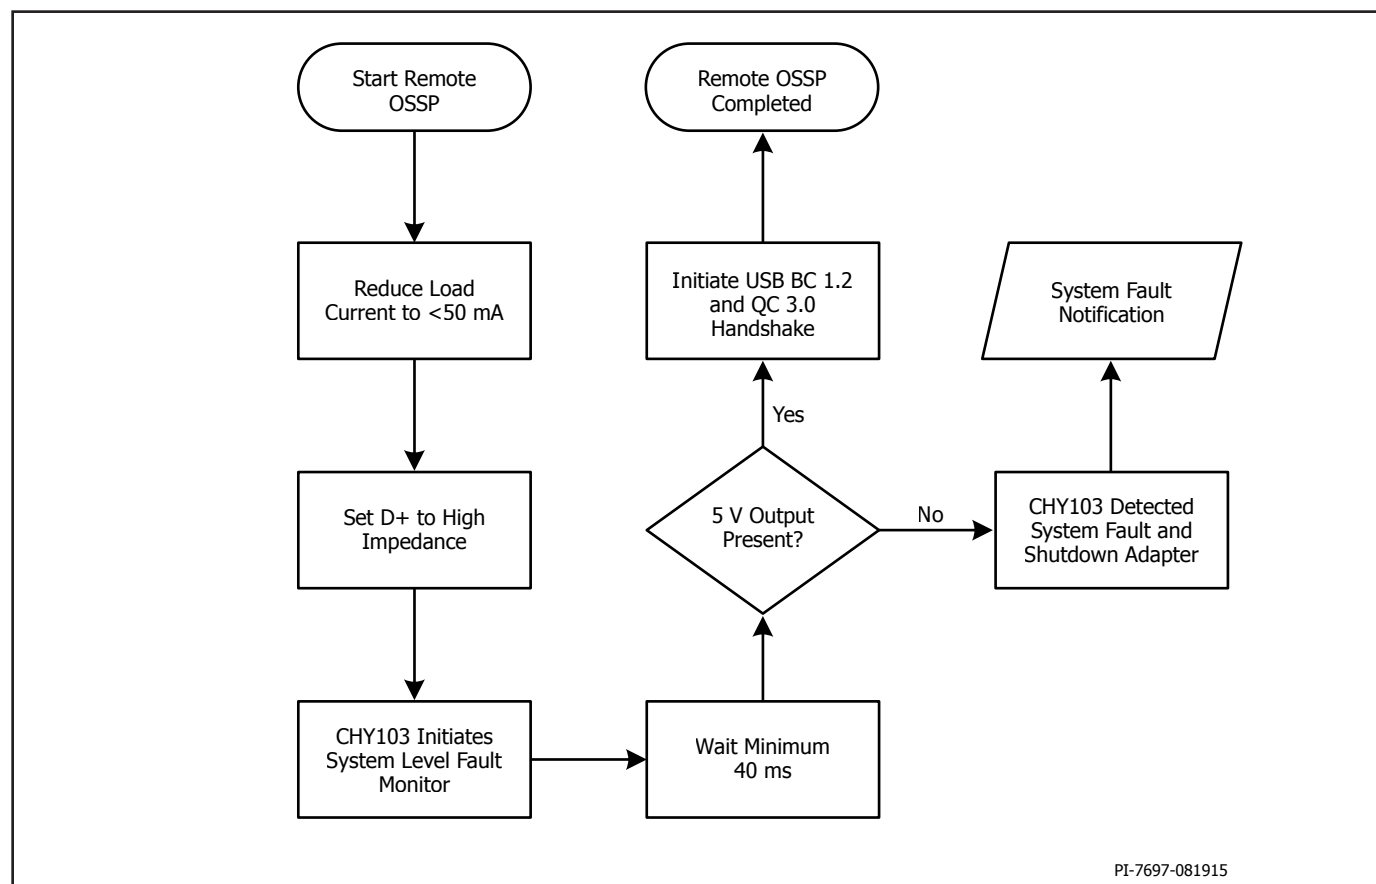 Start Remote
OSSP
Reduce Load
Current to <50 mA
Set D+ to High
Impedance
CHY103 Initiates
System Level Fault
Monitor
Wait Minimum
40 ms
5 V Output
Present?
Yes
Initiate USB BC 1.2
and QC 3.0
Handshake
Remote OSSP
Completed
No
CHY103 Detected
System Fault and
Shutdown Adapter
System Fault
Notification
PI-7697-081915